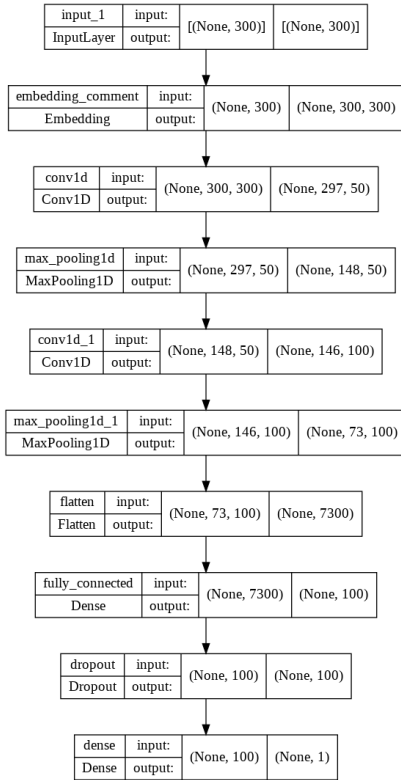 input_1 input: [(None, 300)] [(None, 300)]
InputLayer output:
embedding_comment input: (None, 300) (None, 300, 300)
Embedding output:
conv1d input: (None, 300, 300) (None, 297, 50)
Conv1D output:
max_pooling1d input: (None, 297, 50) (None, 148, 50)
MaxPooling1D output:
conv1d_1 input: (None, 148, 50) (None, 146, 100)
Conv1D output:
max_pooling1d_1 input: (None, 146, 100) (None, 73, 100)
MaxPooling1D output:
flatten input: (None, 73, 100) (None, 7300)
Flatten output:
fully_connected input: (None, 7300) (None, 100)
Dense output:
dropout input: (None, 100) (None, 100)
Dropout output:
dense input: (None, 100) (None, 1)
Dense output: